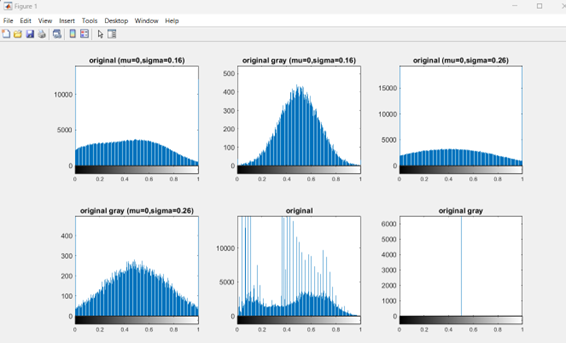 Figure 1
File Edit View Insert Tools Desktop Window Help
original (mu=0,sigma=0.16)
10000
5000
0
0 0.2 0.4 0.6 0.8 1
original gray (mu=0,sigma=0.16)
500
400
300
200
100
0
0 0.2 0.4 0.6 0.8 1
original (mu=0,sigma=0.26)
15000
10000
5000
0
0 0.2 0.4 0.6 0.8 1
original gray (mu=0,sigma=0.26)
400
300
200
100
0
0 0.2 0.4 0.6 0.8 1
original
10000
5000
0
0 0.2 0.4 0.6 0.8 1
original gray
6000
5000
4000
3000
2000
1000
0
0 0.2 0.4 0.6 0.8 1